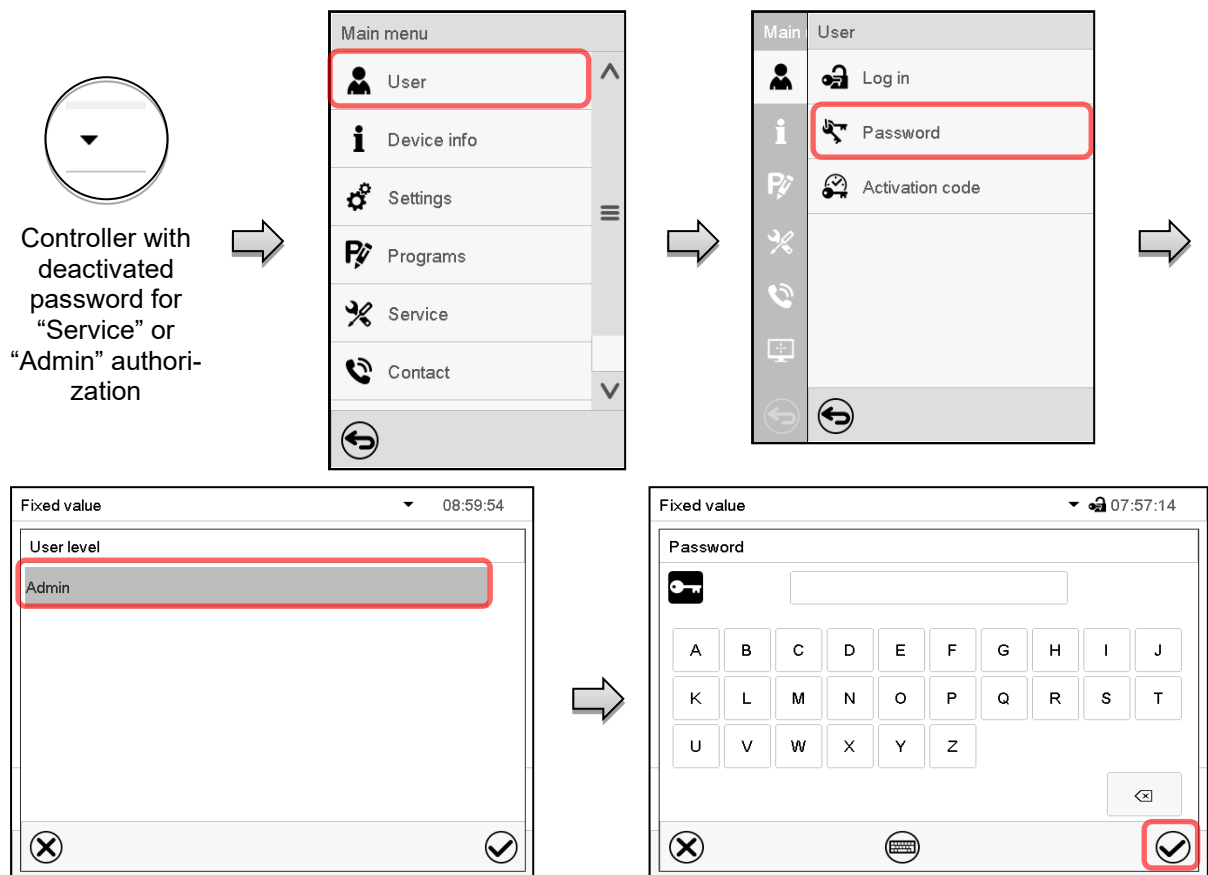 Controller with
deactivated
password for
“Service” or
“Admin” authori-
zation
Main menu
User
Device info
Settings
Programs
Service
Contact
Main
User
Log in
Password
Activation code
Fixed value 08:59:54
User level
Admin
Fixed value 07:57:14
Password
A B C D E F G H I J
K L M N O P Q R S T
U V W X Y Z